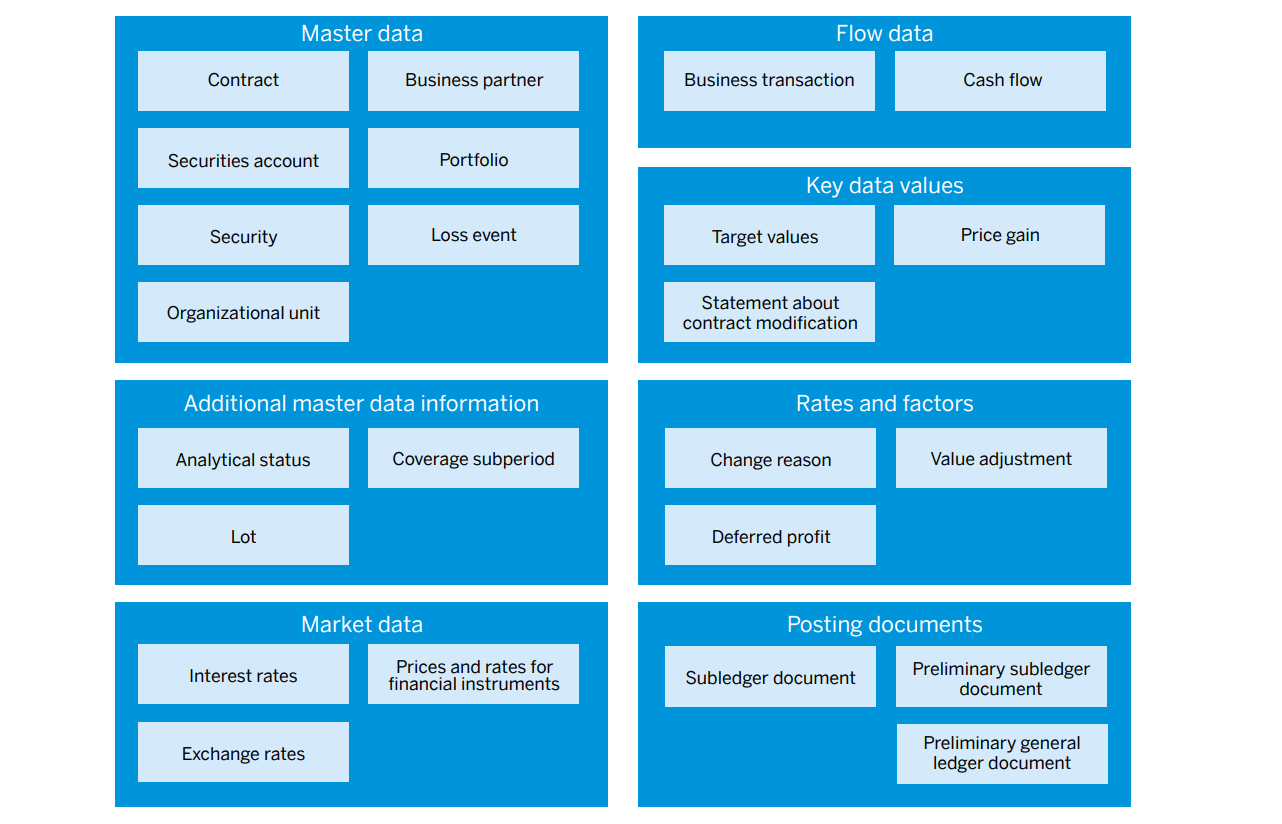 Master data
Contract
Business partner
Securities account
Portfolio
Security
Loss event
Organizational unit
Flow data
Business transaction
Cash flow
Key data values
Target values
Price gain
Statement about
contract modification
Additional master data information
Analytical status
Coverage subperiod
Lot
Rates and factors
Change reason
Value adjustment
Deferred profit
Market data
Interest rates
Prices and rates for
financial instruments
Exchange rates
Posting documents
Subledger document
Preliminary subledger
document
Preliminary general
ledger document